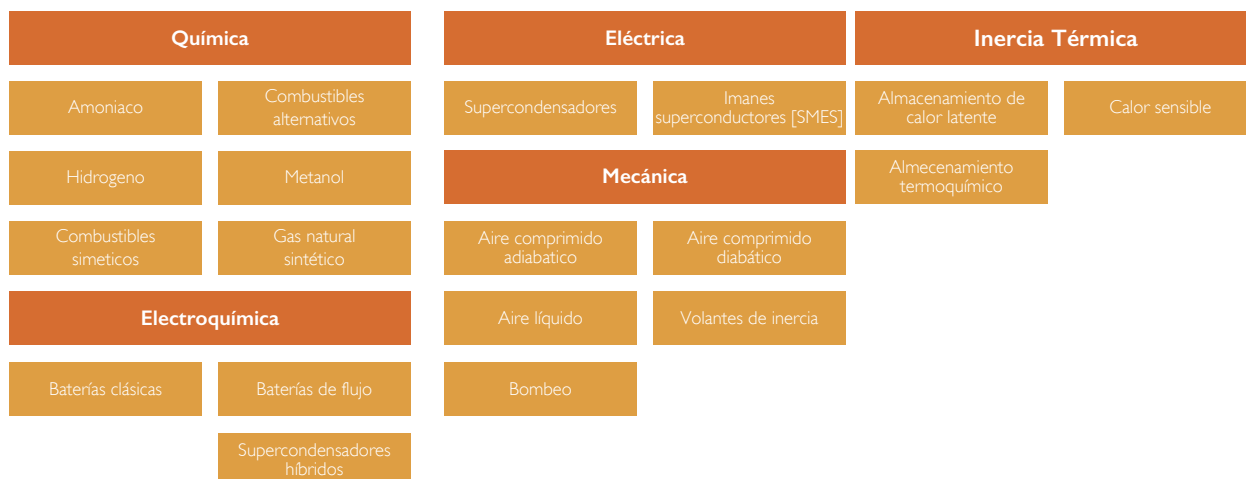 Química
Amoniaco
Combustibles
alternativos
Hidrogeno
Metanol
Combustibles
simeticos
Gas natural
sintético
Electroquímica
Baterías clásicas
Baterías de flujo
Supercondensadores
híbridos
Eléctrica
Supercondensadores
Imanes
superconductores [SMES]
Mecánica
Aire comprimido
adiabatico
Aire comprimido
diabático
Aire líquido
Volantes de inercia
Bombeo
Inercia Térmica
Almacenamiento de
calor latente
Calor sensible
Almecenamiento
termoquímico